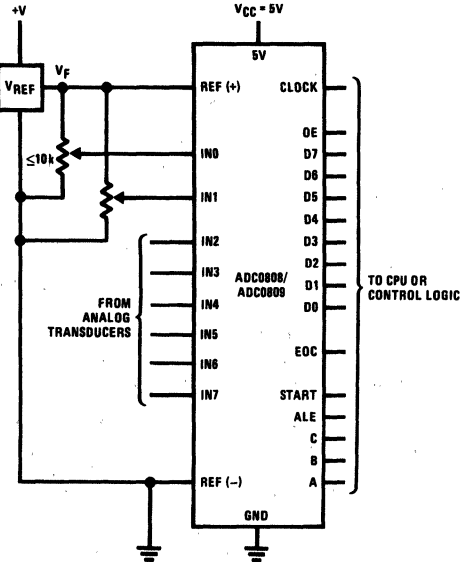 +V
VCC = 5V
5V
VREF
VF
REF (+)
CLOCK
OE
≤10k
IN0
D7
D6
IN1
D5
D4
IN2
D3
IN3
D2
ADC0808/
ADC0809
D1
TO CPU OR
CONTROL LOGIC
FROM
ANALOG
TRANSDUCERS
IN4
D0
IN5
EOC
IN6
IN7
START
ALE
C
B
REF (−)
A
GND